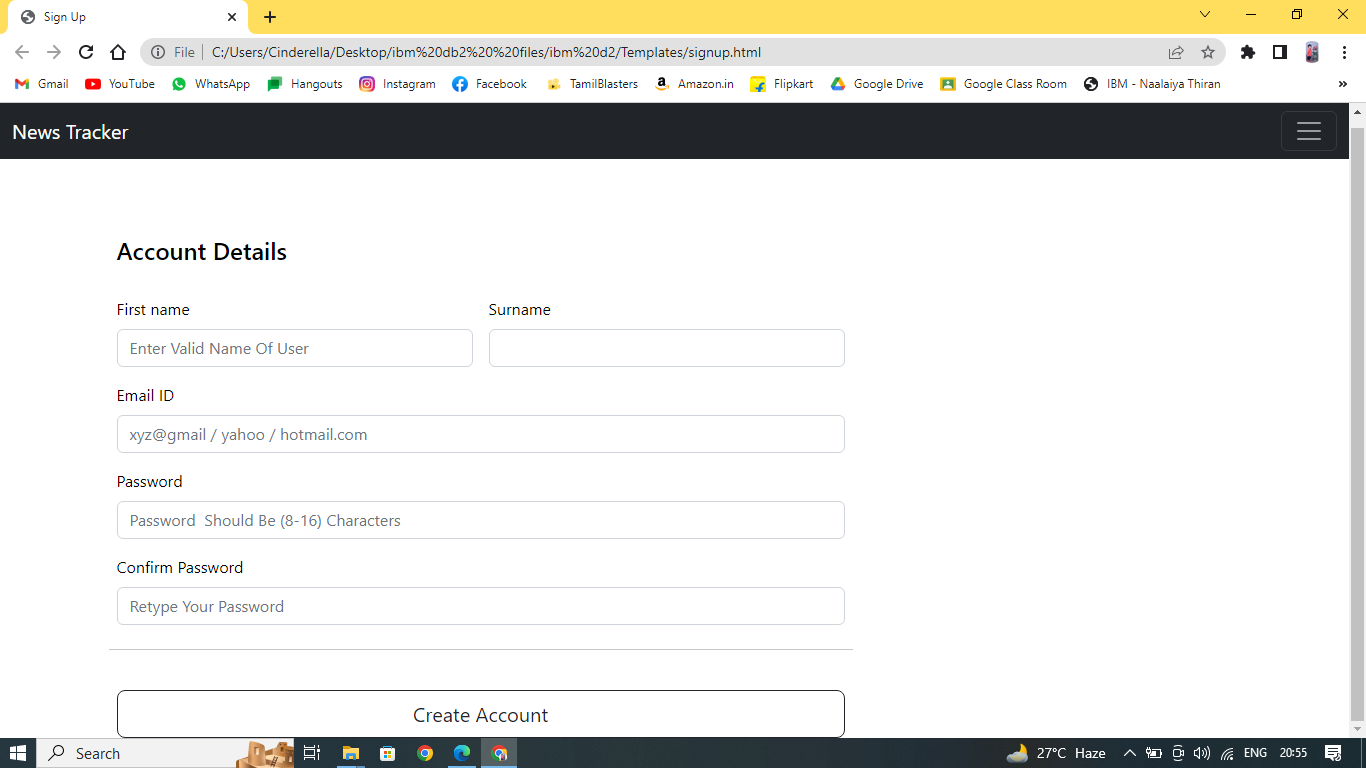 Sign Up
File C:/Users/Cinderella/Desktop/ibm%20db2%20%20files/ibm%20d2/Templates/signup.html
Gmail YouTube WhatsApp Hangouts Instagram Facebook TamilBlasters Amazon.in Flipkart Google Drive Google Class Room IBM - Naalaiya Thiran »
News Tracker
Account Details
First name Surname
Enter Valid Name Of User
Email ID
xyz@gmail / yahoo / hotmail.com
Password
Password  Should Be (8-16) Characters
Confirm Password
Retype Your Password
Create Account
Search 27°C Haze ENG 20:55